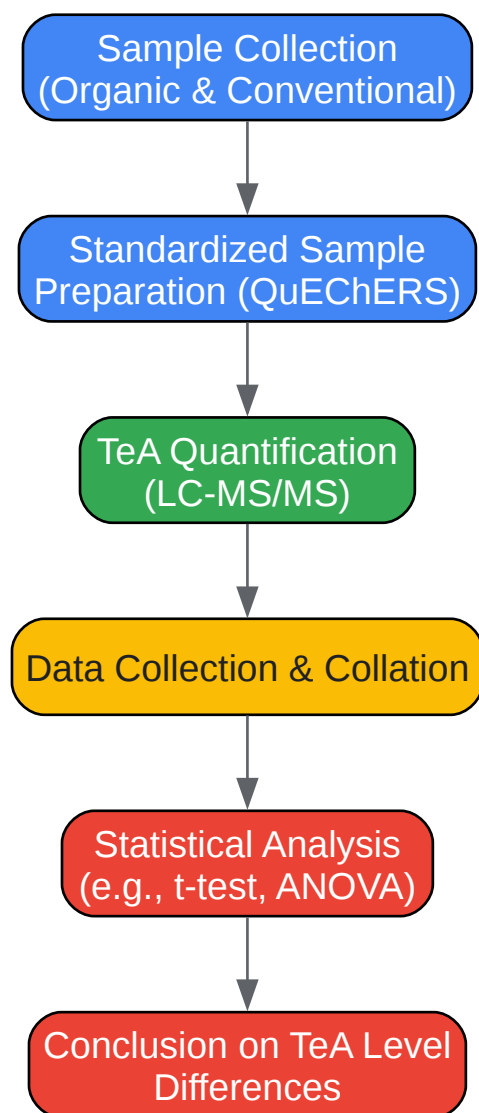 Sample Collection
(Organic & Conventional)
Standardized Sample
Preparation (QuEChERS)
TeA Quantification
(LC-MS/MS)
Data Collection & Collation
Statistical Analysis
(e.g., t-test, ANOVA)
Conclusion on TeA Level
Differences